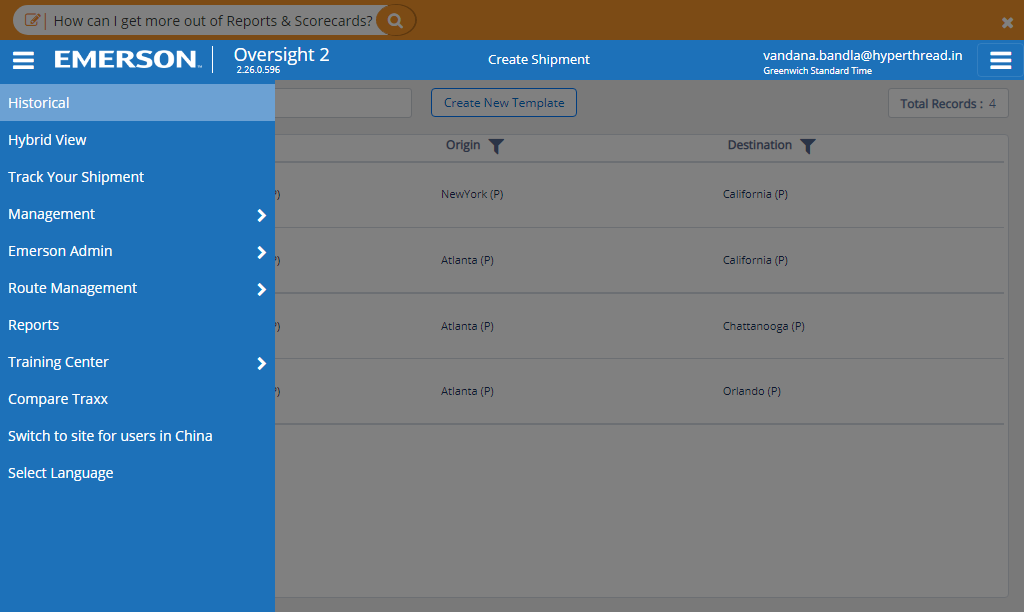 How can I get more out of Reports & Scorecards?
EMERSON
Oversight 2
2.26.0.596
Create Shipment
vandana.bandla@hyperthread.in
Greenwich Standard Time
Historical
Hybrid View
Track Your Shipment
Management
Emerson Admin
Route Management
Reports
Training Center
Compare Traxx
Switch to site for users in China
Select Language
Create New Template
Total Records : 4
Origin
Destination
NewYork (P)
California (P)
Atlanta (P)
California (P)
Atlanta (P)
Chattanooga (P)
Atlanta (P)
Orlando (P)